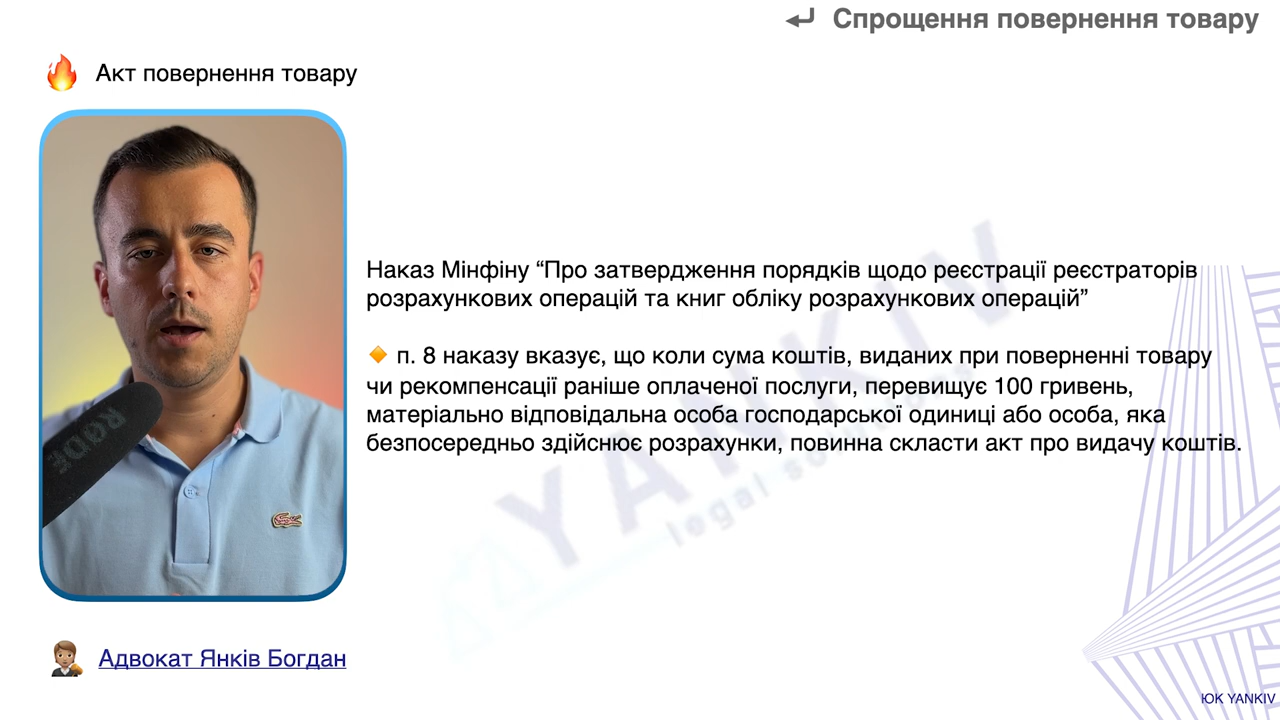 Спрощення повернення товару
Акт повернення товару
Наказ Мінфіну “Про затвердження порядків щодо реєстрації реєстраторів
розрахункових операцій та книг обліку розрахункових операцій”
п. 8 наказу вказує, що коли сума коштів, виданих при поверненні товару
чи рекомпенсації раніше оплаченої послуги, перевищує 100 гривень,
матеріально відповідальна особа господарської одиниці або особа, яка
безпосередньо здійснює розрахунки, повинна скласти акт про видачу коштів.
YANKIV
RODE
Адвокат Янків Богдан
ЮК YANKIV